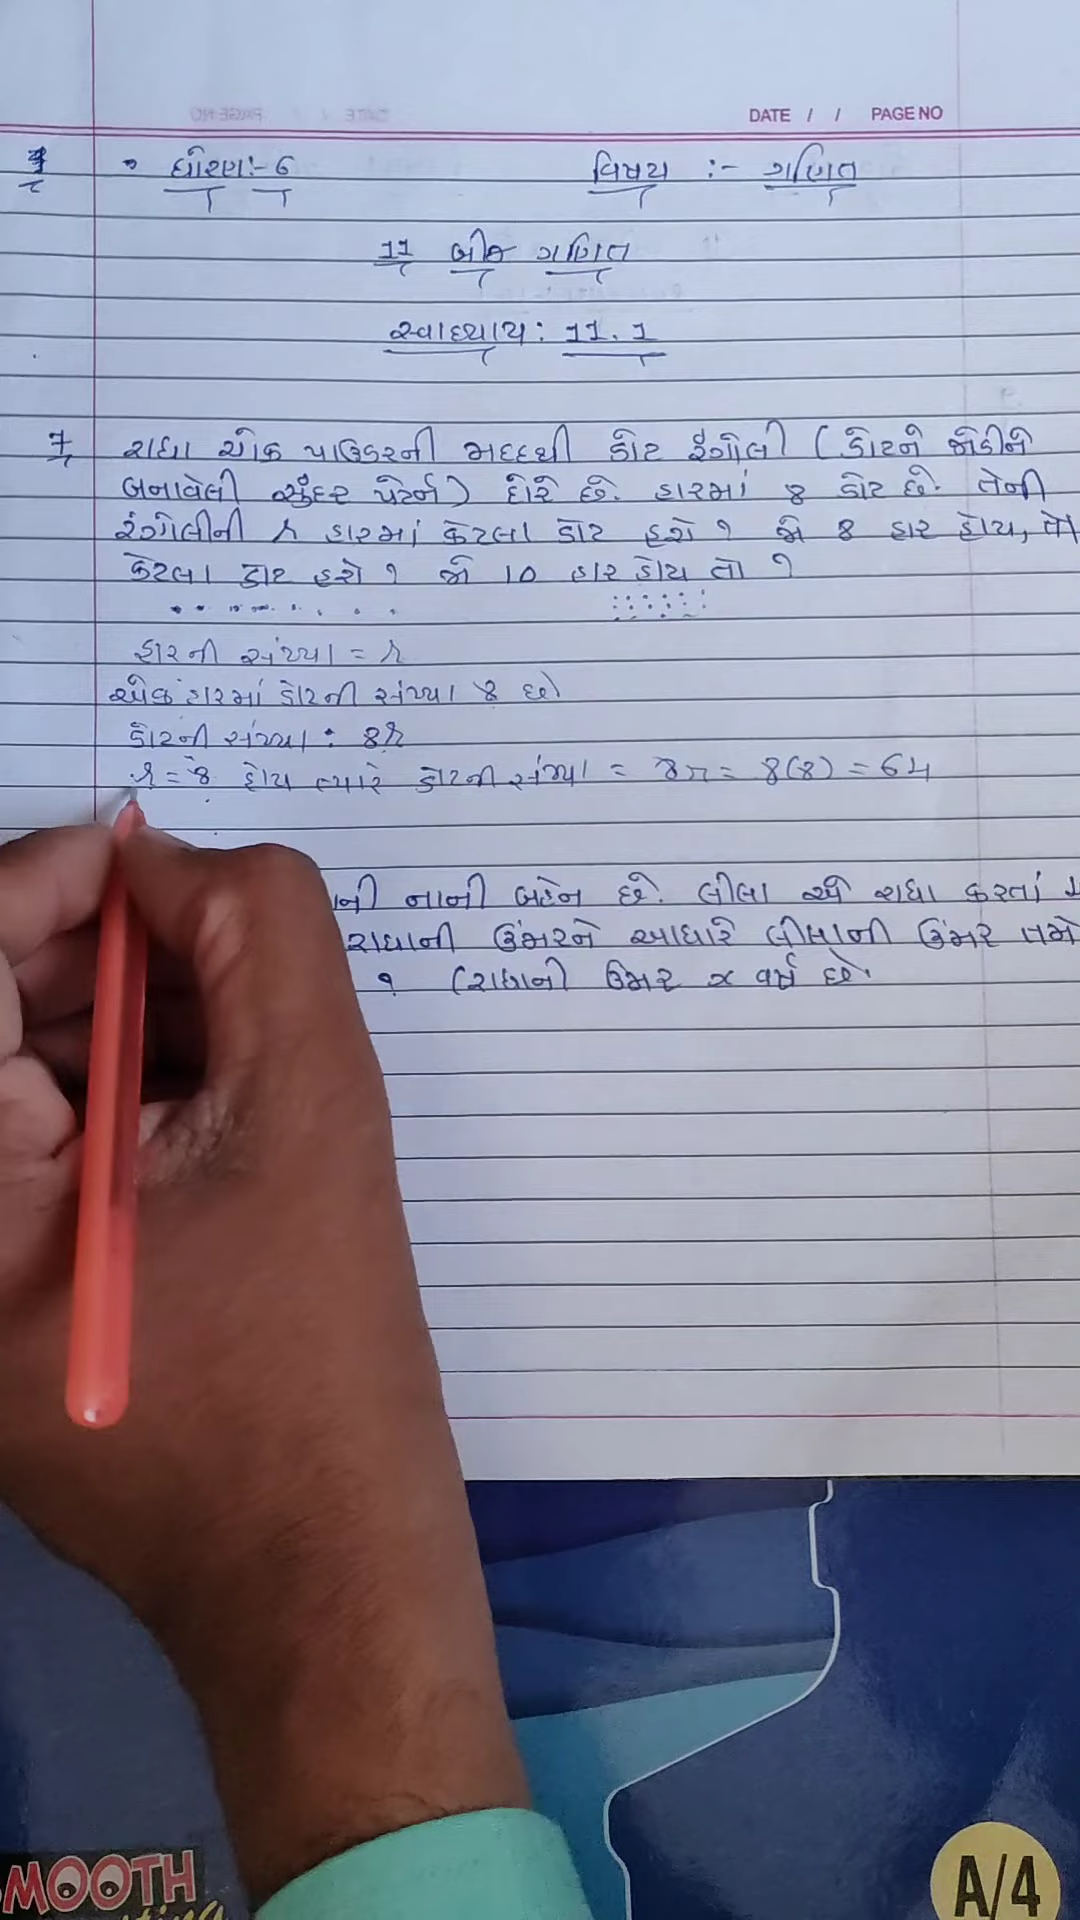 DATE / / PAGE NO
ધોરણ:- 6 વિષય :- ગણિત
11 બીજ ગણિત
સ્વાધ્યાય: 11.1
7 રાધા ચોક પાઉડરની મદદથી ડોટ રંગોલી (ડોટને જોડીને
બનાવેલી સુંદર પેટર્ન) દોરે છે. હારમાં 8 ડોટ છે. તેની
રંગોલીની r હારમાં કેટલા ડોટ હશે ? જો 8 હાર હોય, તો
કેટલા ડોટ હશે ? જો 10 હાર હોય તો ?
હારની સંખ્યા = r
એક હારમાં ડોટની સંખ્યા 8 છે
ડોટની સંખ્યા : 8r
r = 8 હોય ત્યારે ડોટની સંખ્યા = 8r = 8(8) = 64
ની નાની બહેન છે. લીલા એ રાધા કરતાં
રાધાની ઉંમરને આધારે લીલાની ઉંમર તમે
? (રાધાની ઉંમર x વર્ષ છે.
MOOTH
A/4